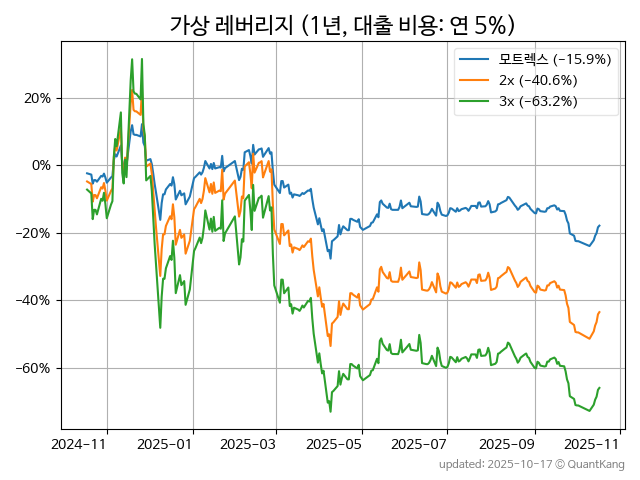 가상 레버리지 (1년, 대출 비용: 연 5%)
모트렉스 (−15.9%)
2x (−40.6%)
3x (−63.2%)
20%
0%
−20%
−40%
−60%
2024-11
2025-01
2025-03
2025-05
2025-07
2025-09
2025-11
updated: 2025-10-17 © QuantKang